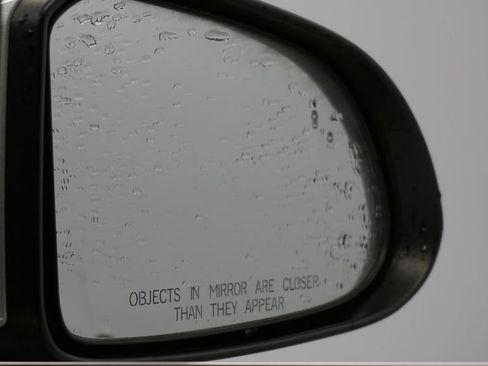 OBJECTS IN MIRROR ARE CLOSER
THAN THEY APPEAR